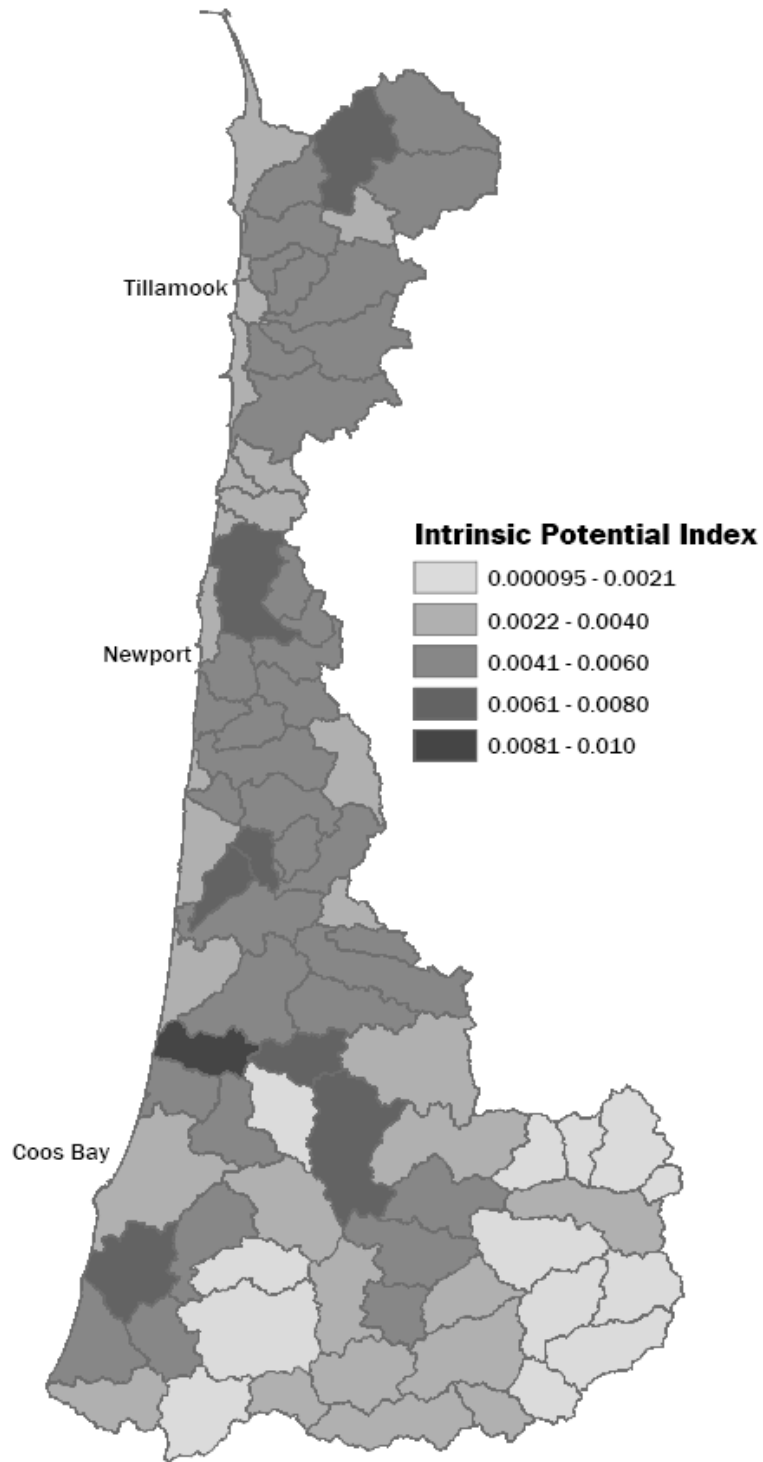 Tillamook
Intrinsic Potential Index
0.000095 - 0.0021
0.0022 - 0.0040
Newport
0.0041 - 0.0060
0.0061 - 0.0080
0.0081 - 0.010
Coos Bay